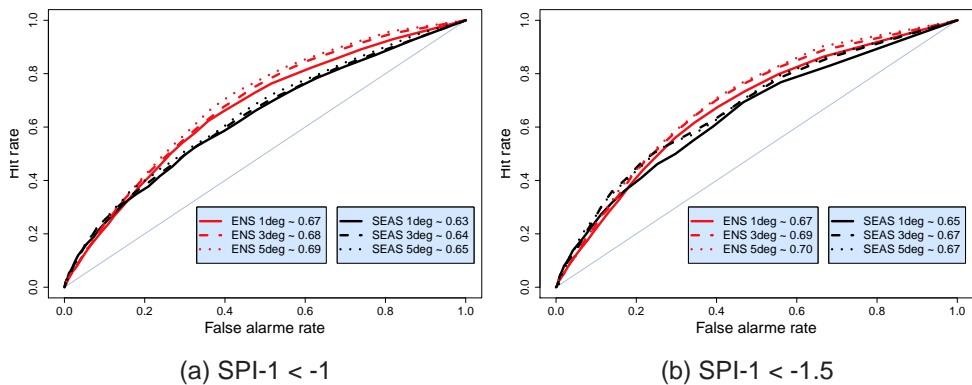 1.0
0.8
0.6
0.4
0.2
0.0
Hit rate
0.0 0.2 0.4 0.6 0.8 1.0
False alarme rate
ENS 1deg ~ 0.67
ENS 3deg ~ 0.68
ENS 5deg ~ 0.69
SEAS 1deg ~ 0.63
SEAS 3deg ~ 0.64
SEAS 5deg ~ 0.65
(a) SPI-1 < -1
1.0
0.8
0.6
0.4
0.2
0.0
Hit rate
0.0 0.2 0.4 0.6 0.8 1.0
False alarme rate
ENS 1deg ~ 0.67
ENS 3deg ~ 0.69
ENS 5deg ~ 0.70
SEAS 1deg ~ 0.65
SEAS 3deg ~ 0.67
SEAS 5deg ~ 0.67
(b) SPI-1 < -1.5